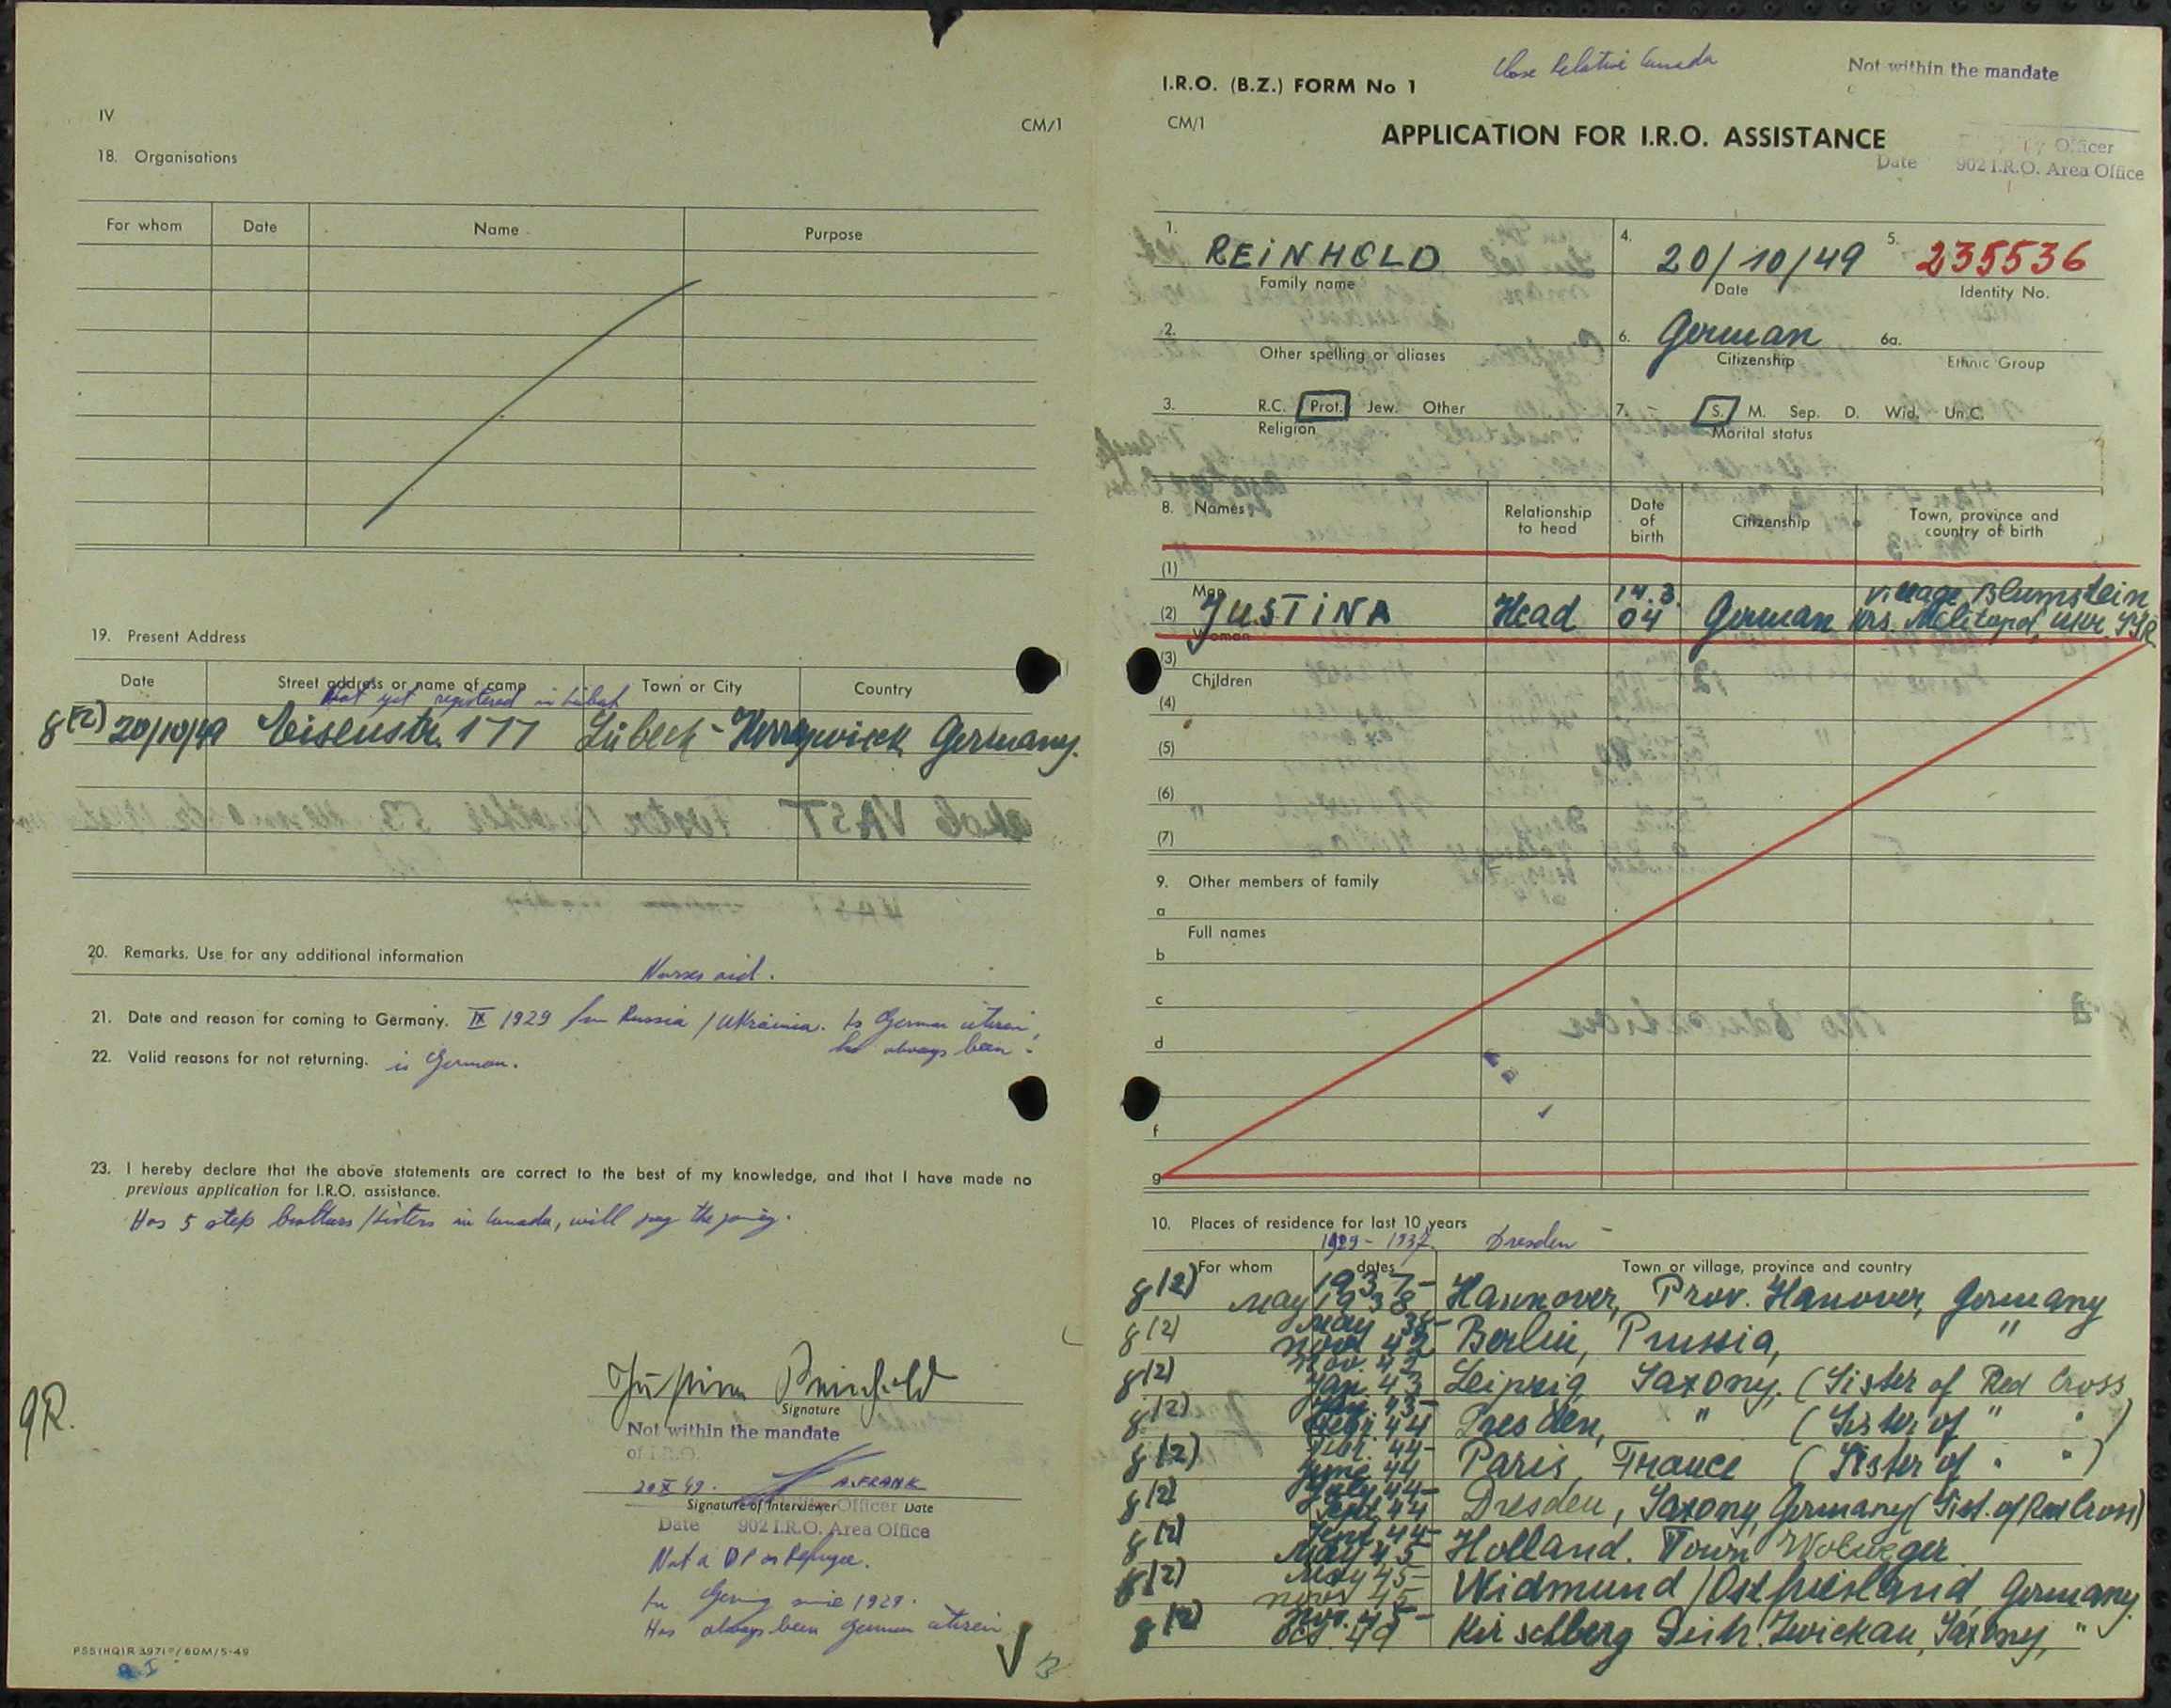 IV
CM/1
18. Organisations
For whom Date Name Purpose
19. Present Address
Date Street address or name of camp Town or City Country
Not yet registered in Lübeck
8(2) 20/10/49 Eisenstr. 177 Lübeck-Herrenwieck Germany.
20. Remarks. Use for any additional information
Nurses aid.
21. Date and reason for coming to Germany. IX 1929 from Russia / Ukrainia. Is German citizen,
has always been.
22. Valid reasons for not returning. is German.
23. I hereby declare that the above statements are correct to the best of my knowledge, and that I have made no
previous application for I.R.O. assistance.
Has 5 step brothers/sisters in Canada, will pay the
Justina Reinhold
Signature
Not within the mandate
of I.R.O.
20 X 49. A. FRANK
Signature of Interviewer Officer Date
Date 902 I.R.O. Area Office
Not a DP or Refugee.
In since 1929.
Has always been German citizen
9R.
PSS(HQ)R 3971
/60M/5-49
Close Relative Canada
Not within the mandate
I.R.O. (B.Z.) FORM No 1
CM/1
APPLICATION FOR I.R.O. ASSISTANCE
Officer
Date 902 I.R.O. Area Office
1. REINHOLD
Family name
4. 20/10/49
Date
5. 235536
Identity No.
2.
Other spelling or aliases
6. German
Citizenship
6a.
Ethnic Group
3. R.C. Prot. Jew. Other
Religion
7. S. M. Sep. D. Wid. Un.C.
Marital status
8. Names Relationship to head Date of birth Citizenship Town, province and country of birth
(1)
Man
(2) JUSTINA Head 14.3.04 German Village Blumstein Krs. Melitopol, Ukr. SSR
Woman
(3)
Children
(4)
(5)
(6)
(7)
9. Other members of family
a
Full names
b
c
d
f
g
10. Places of residence for last 10 years
1929 - 1937 Dresden
For whom dates Town or village, province and country
8(2) 1937- May 1938 Hannover, Prov. Hanover, Germany
8(2) May 38- Nov 42 Berlin, Prussia, "
8(2) Nov. 42 Jan. 43 Leipzig Saxony, (Sister of Red Cross
8(2) Jan. 43- Febr. 44 Dresden, " (Sister of " ")
8(2) Febr. 44- June 44 Paris, France (Sister of " ")
8(2) July 44- Sept 44 Dresden, Saxony, Germany (Sist. of Red Cross)
8(2) Sept. 44- May 45 Holland. Town
8(2) May 45- Nov 45 Widmund / Ostfriesland, Germany
8(2) Nov. 45- Oct. 49 Kirschberg Zwickau, Saxony, "